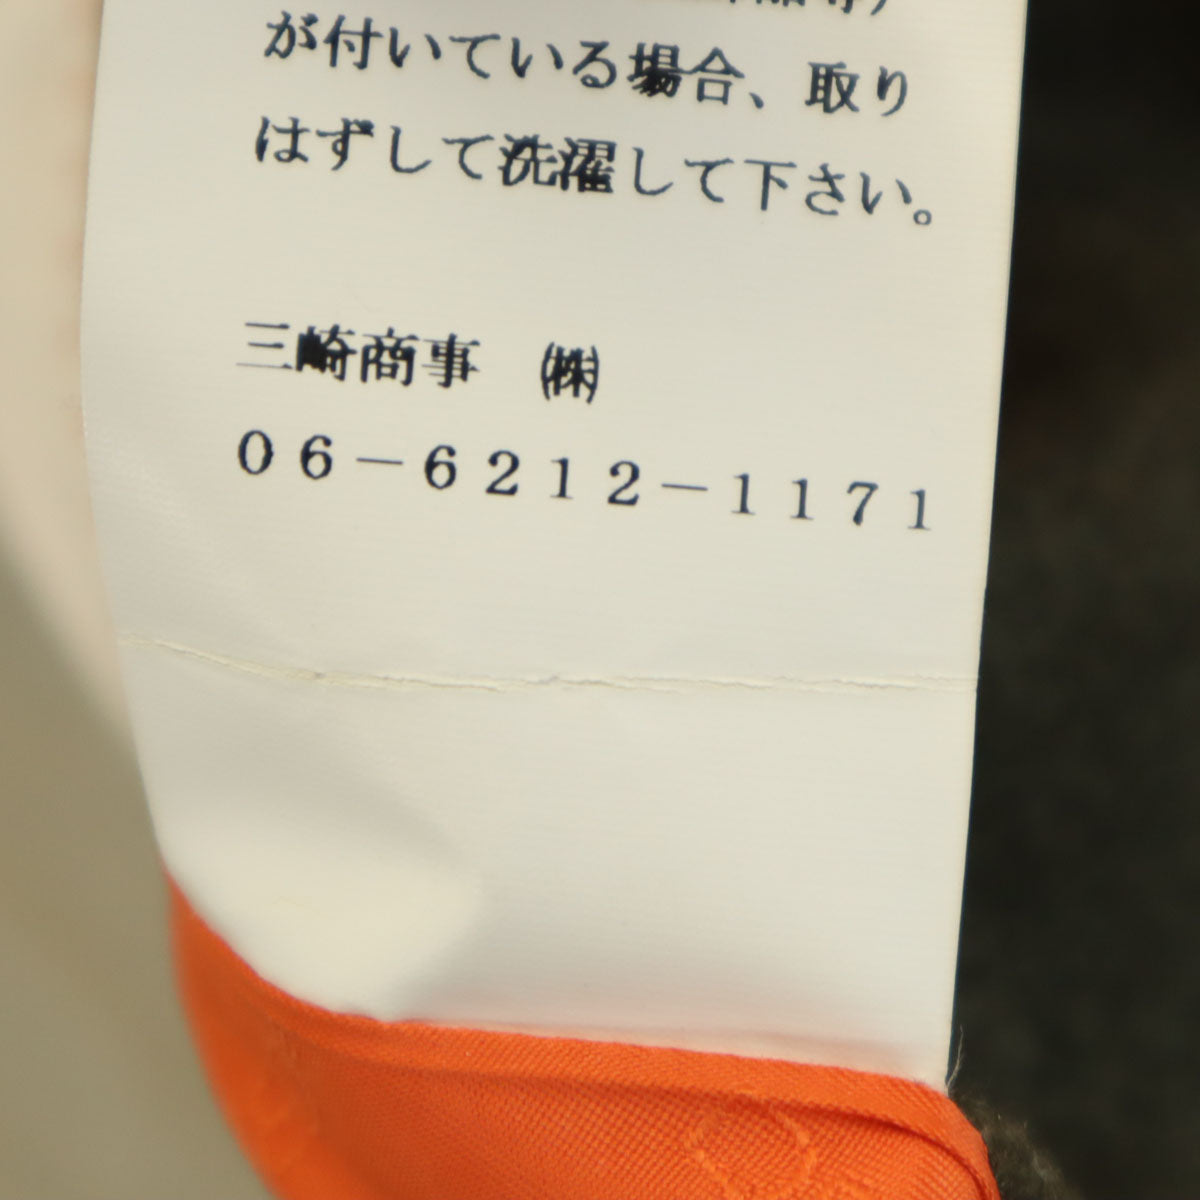 が付いている場合、取り
はずして洗濯して下さい。
三崎商事 ㈱
06-6212-1171